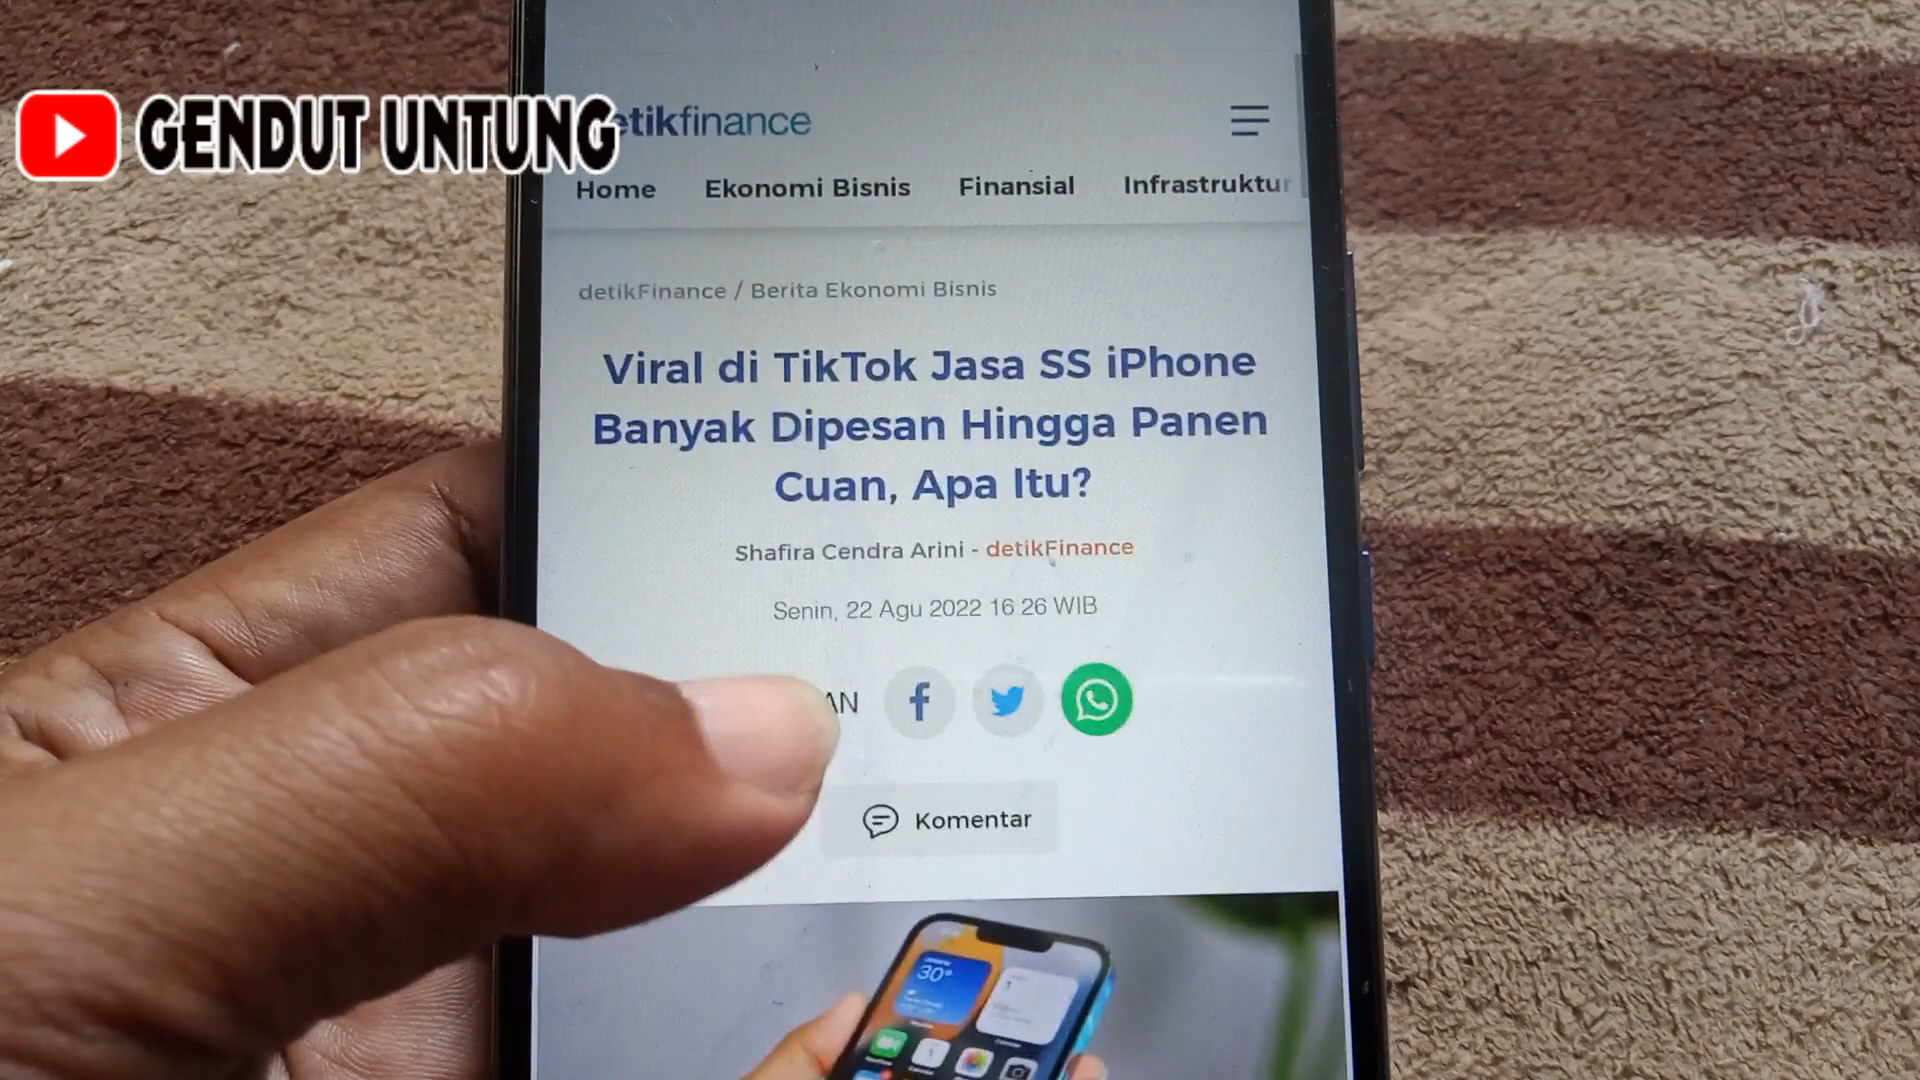 GENDUT UNTUNG
etikfinance
Home Ekonomi Bisnis Finansial Infrastruktur
detikFinance / Berita Ekonomi Bisnis
Viral di TikTok Jasa SS iPhone
Banyak Dipesan Hingga Panen
Cuan, Apa Itu?
Shafira Cendra Arini - detikFinance
Senin, 22 Agu 2022 16 26 WIB
AN
Komentar
30°